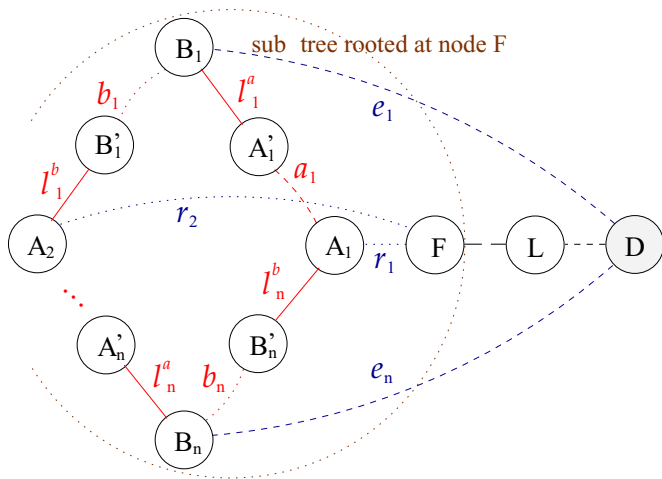 B₁
sub tree rooted at node F
b₁
l₁ᵃ
e₁
B'₁
A'₁
l₁ᵇ
a₁
r₂
A₂
A₁
r₁
F
L
D
lₙᵇ
...
A'ₙ
B'ₙ
lₙᵃ
bₙ
eₙ
Bₙ